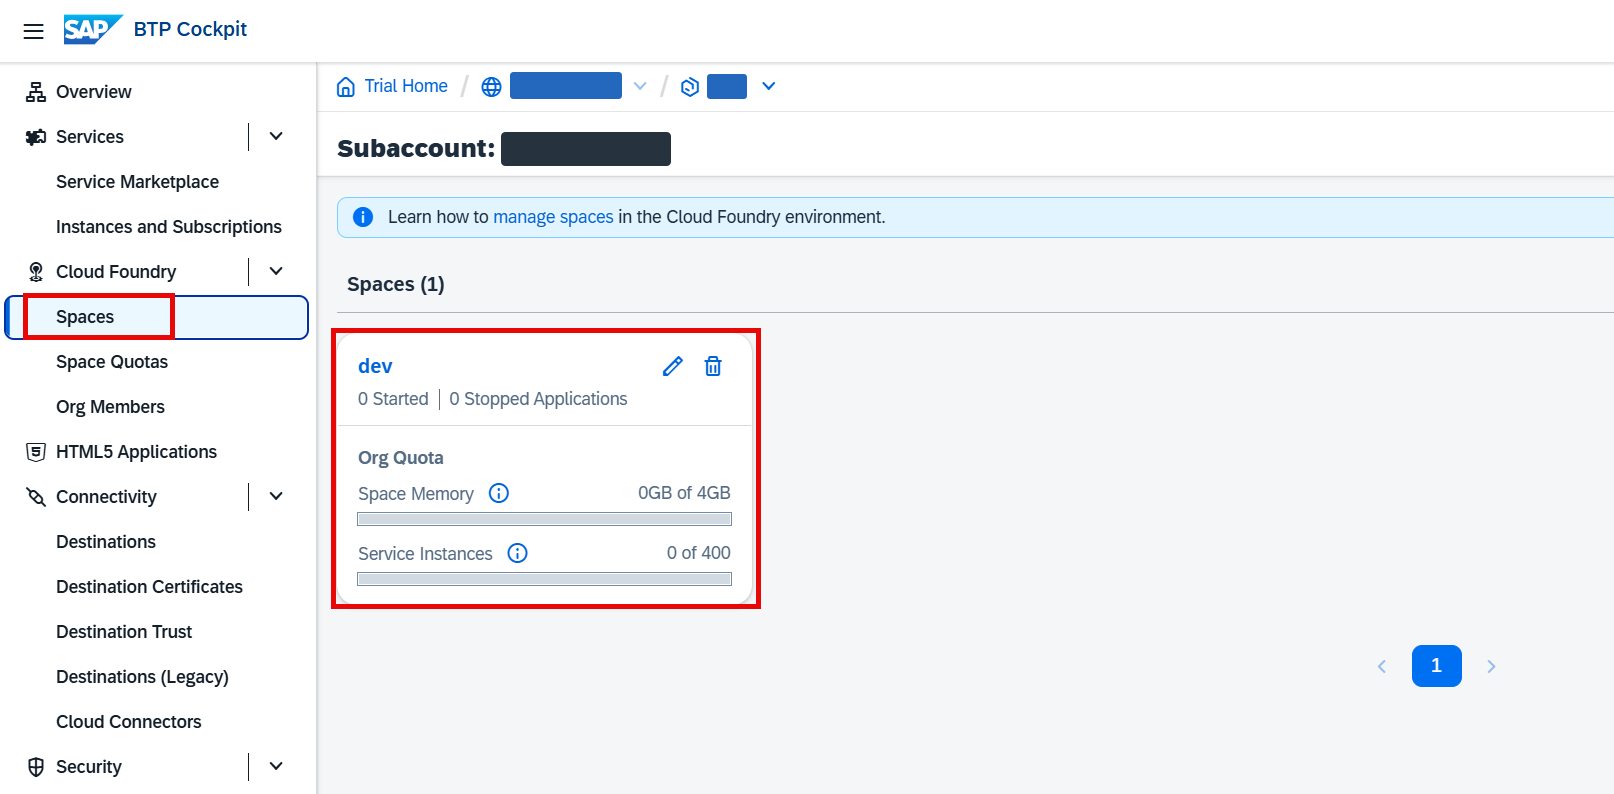 SAP BTP Cockpit
Overview
Services
Service Marketplace
Instances and Subscriptions
Cloud Foundry
Spaces
Space Quotas
Org Members
HTML5 Applications
Connectivity
Destinations
Destination Certificates
Destination Trust
Destinations (Legacy)
Cloud Connectors
Security
Trial Home / /
Subaccount:
Learn how to manage spaces in the Cloud Foundry environment.
Spaces (1)
dev
0 Started | 0 Stopped Applications
Org Quota
Space Memory 0GB of 4GB
Service Instances 0 of 400
1